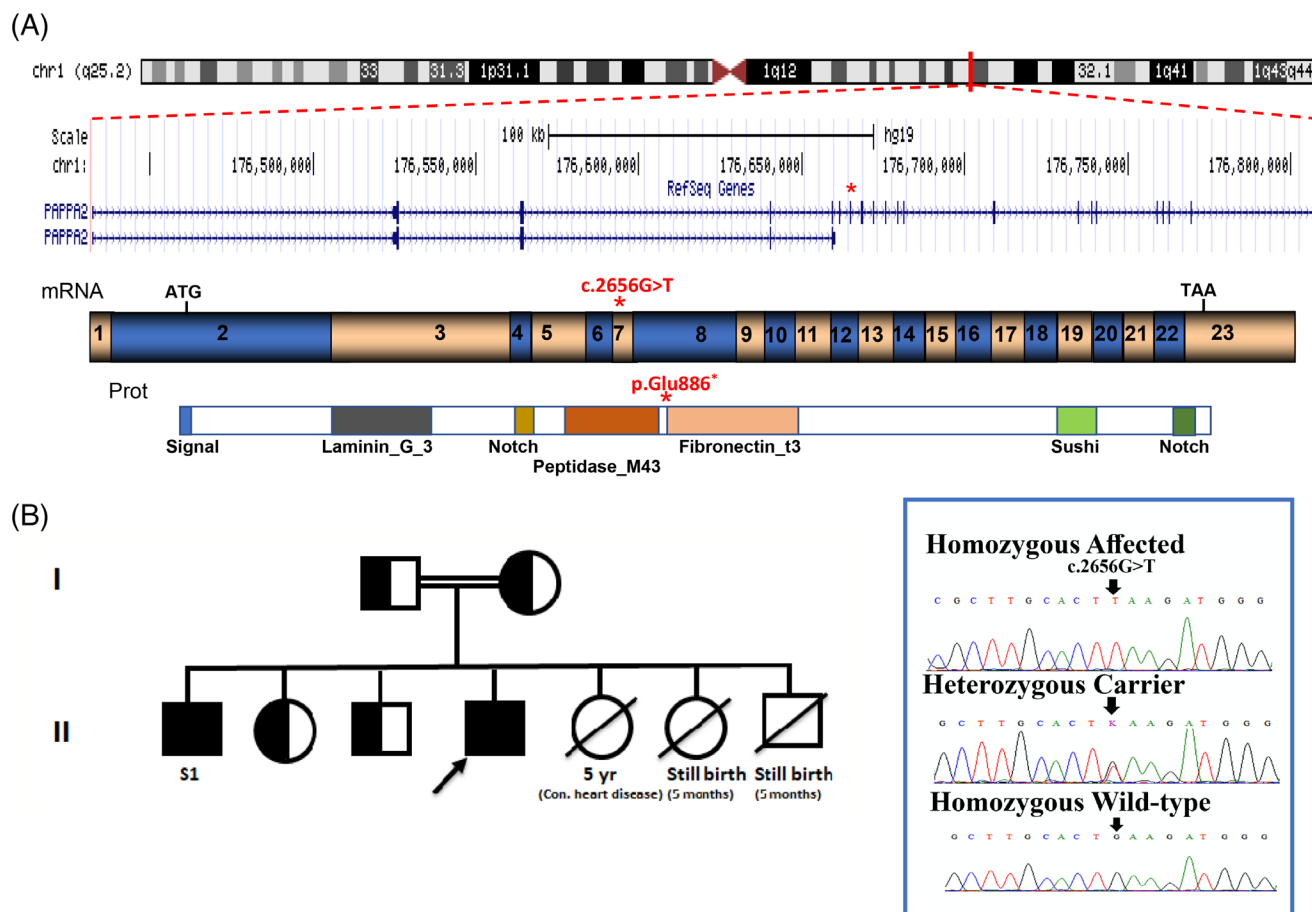 (A)
chr1 (q25.2) 33 31.3 1p31.1 1q12 32.1 1q41 1q43q44
Scale 100 kb hg19
chr1: 176,500,000 176,550,000 176,600,000 176,650,000 176,700,000 176,750,000 176,800,000
RefSeq Genes *
PAPPA2
PAPPA2
c.2656G>T
mRNA ATG * TAA
1 2 3 4 5 6 7 8 9 10 11 12 13 14 15 16 17 18 19 20 21 22 23
Prot p.Glu886*
*
Signal Laminin_G_3 Notch Fibronectin_t3 Sushi Notch
Peptidase_M43
(B)
I
II
S1 5 yr Still birth Still birth
(Con. heart disease) (5 months) (5 months)
Homozygous Affected
c.2656G>T
C G C T T G C A C T T A A G A T G G G
Heterozygous Carrier
G C T T G C A C T K A A G A T G G G
Homozygous Wild-type
G C T T G C A C T G A A G A T G G G